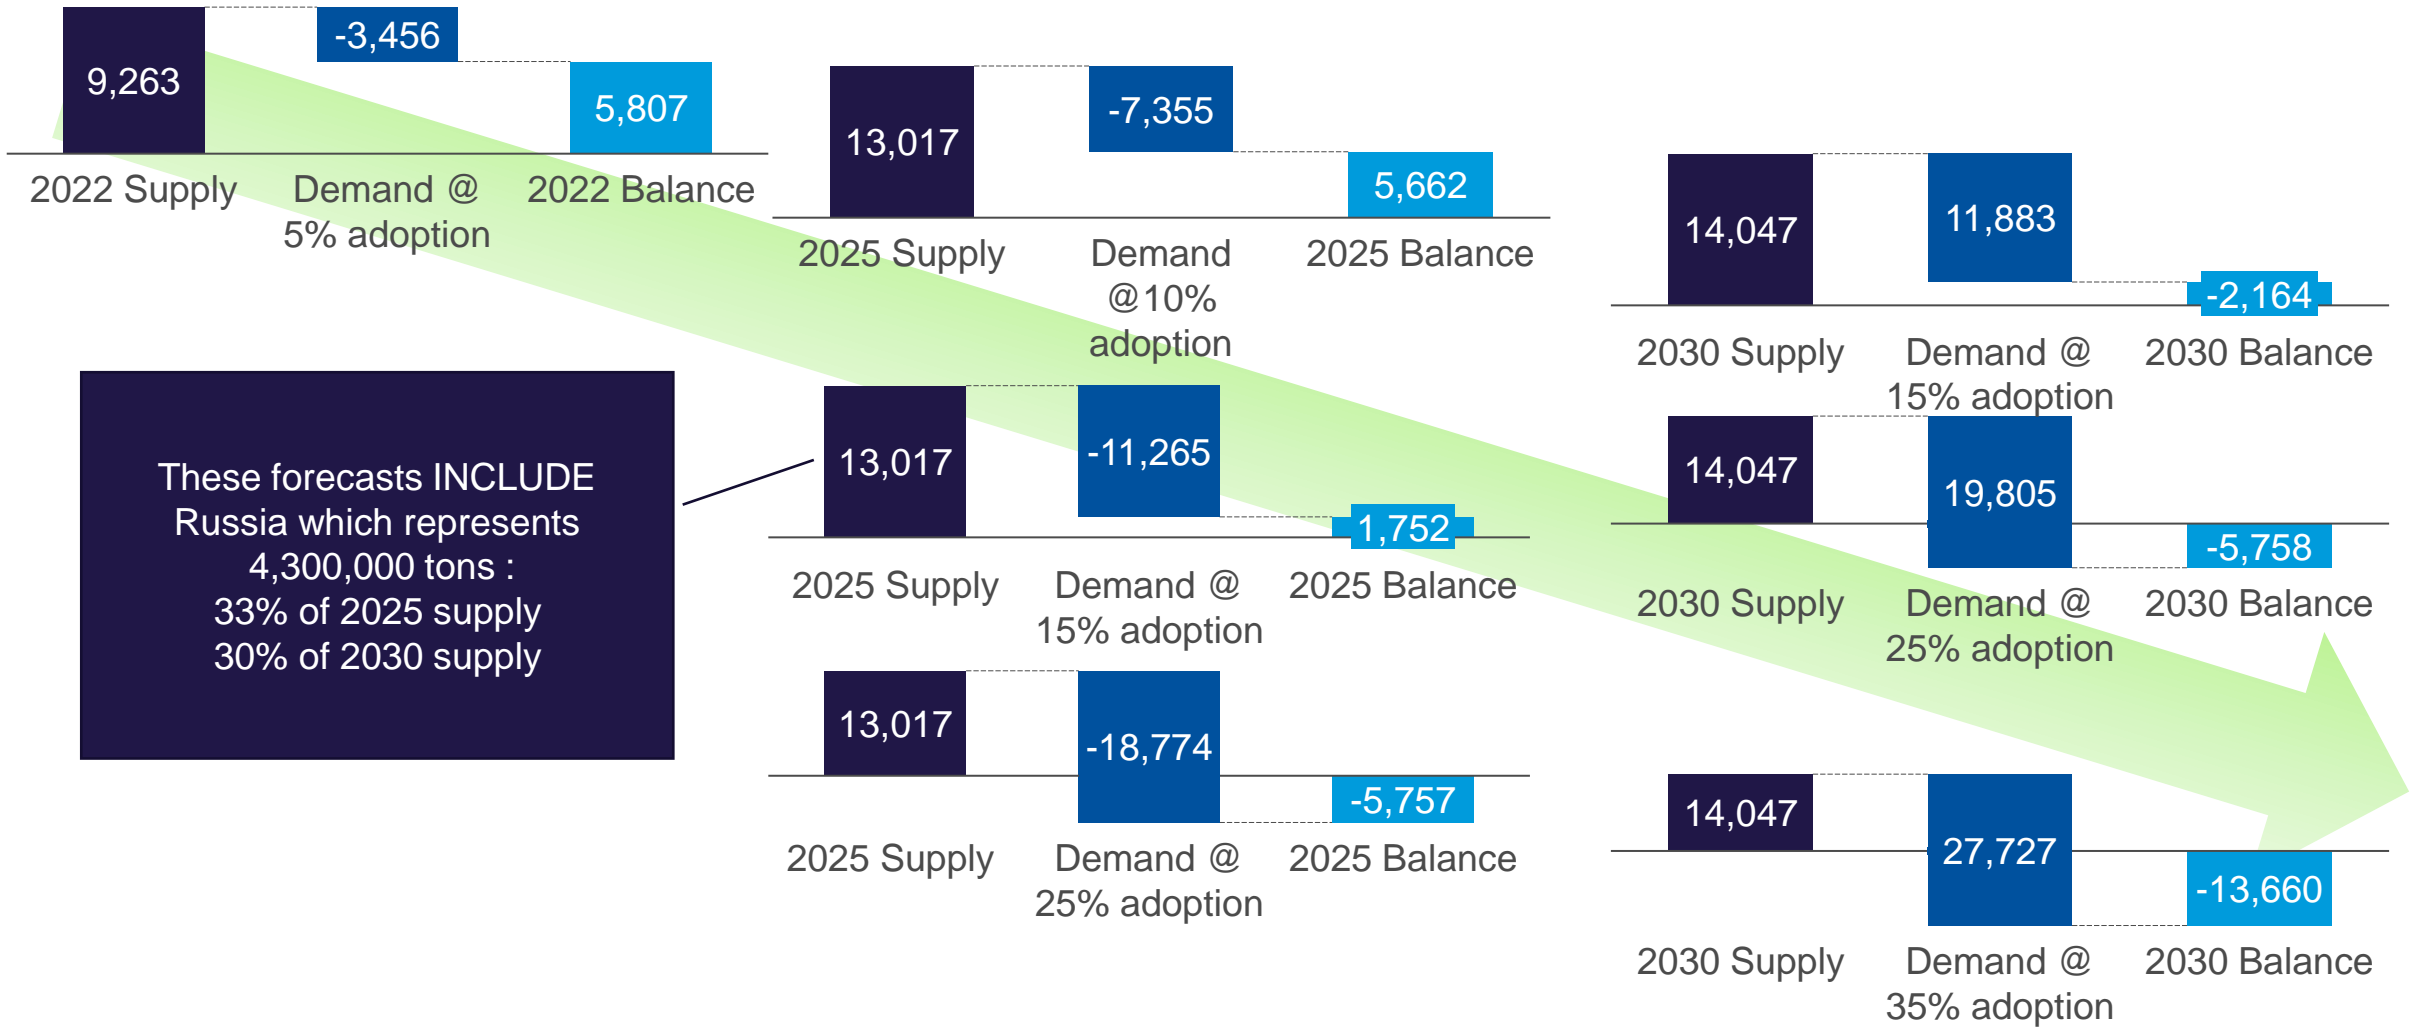 9,263
-3,456
5,807
2022 Supply
Demand @
5% adoption
2022 Balance
13,017
-7,355
5,662
2025 Supply
Demand
@10%
adoption
2025 Balance
14,047
11,883
-2,164
2030 Supply
Demand @
15% adoption
2030 Balance
These forecasts INCLUDE
Russia which represents
4,300,000 tons :
33% of 2025 supply
30% of 2030 supply
13,017
-11,265
1,752
2025 Supply
Demand @
15% adoption
2025 Balance
14,047
19,805
-5,758
2030 Supply
Demand @
25% adoption
2030 Balance
13,017
-18,774
-5,757
2025 Supply
Demand @
25% adoption
2025 Balance
14,047
27,727
-13,660
2030 Supply
Demand @
35% adoption
2030 Balance